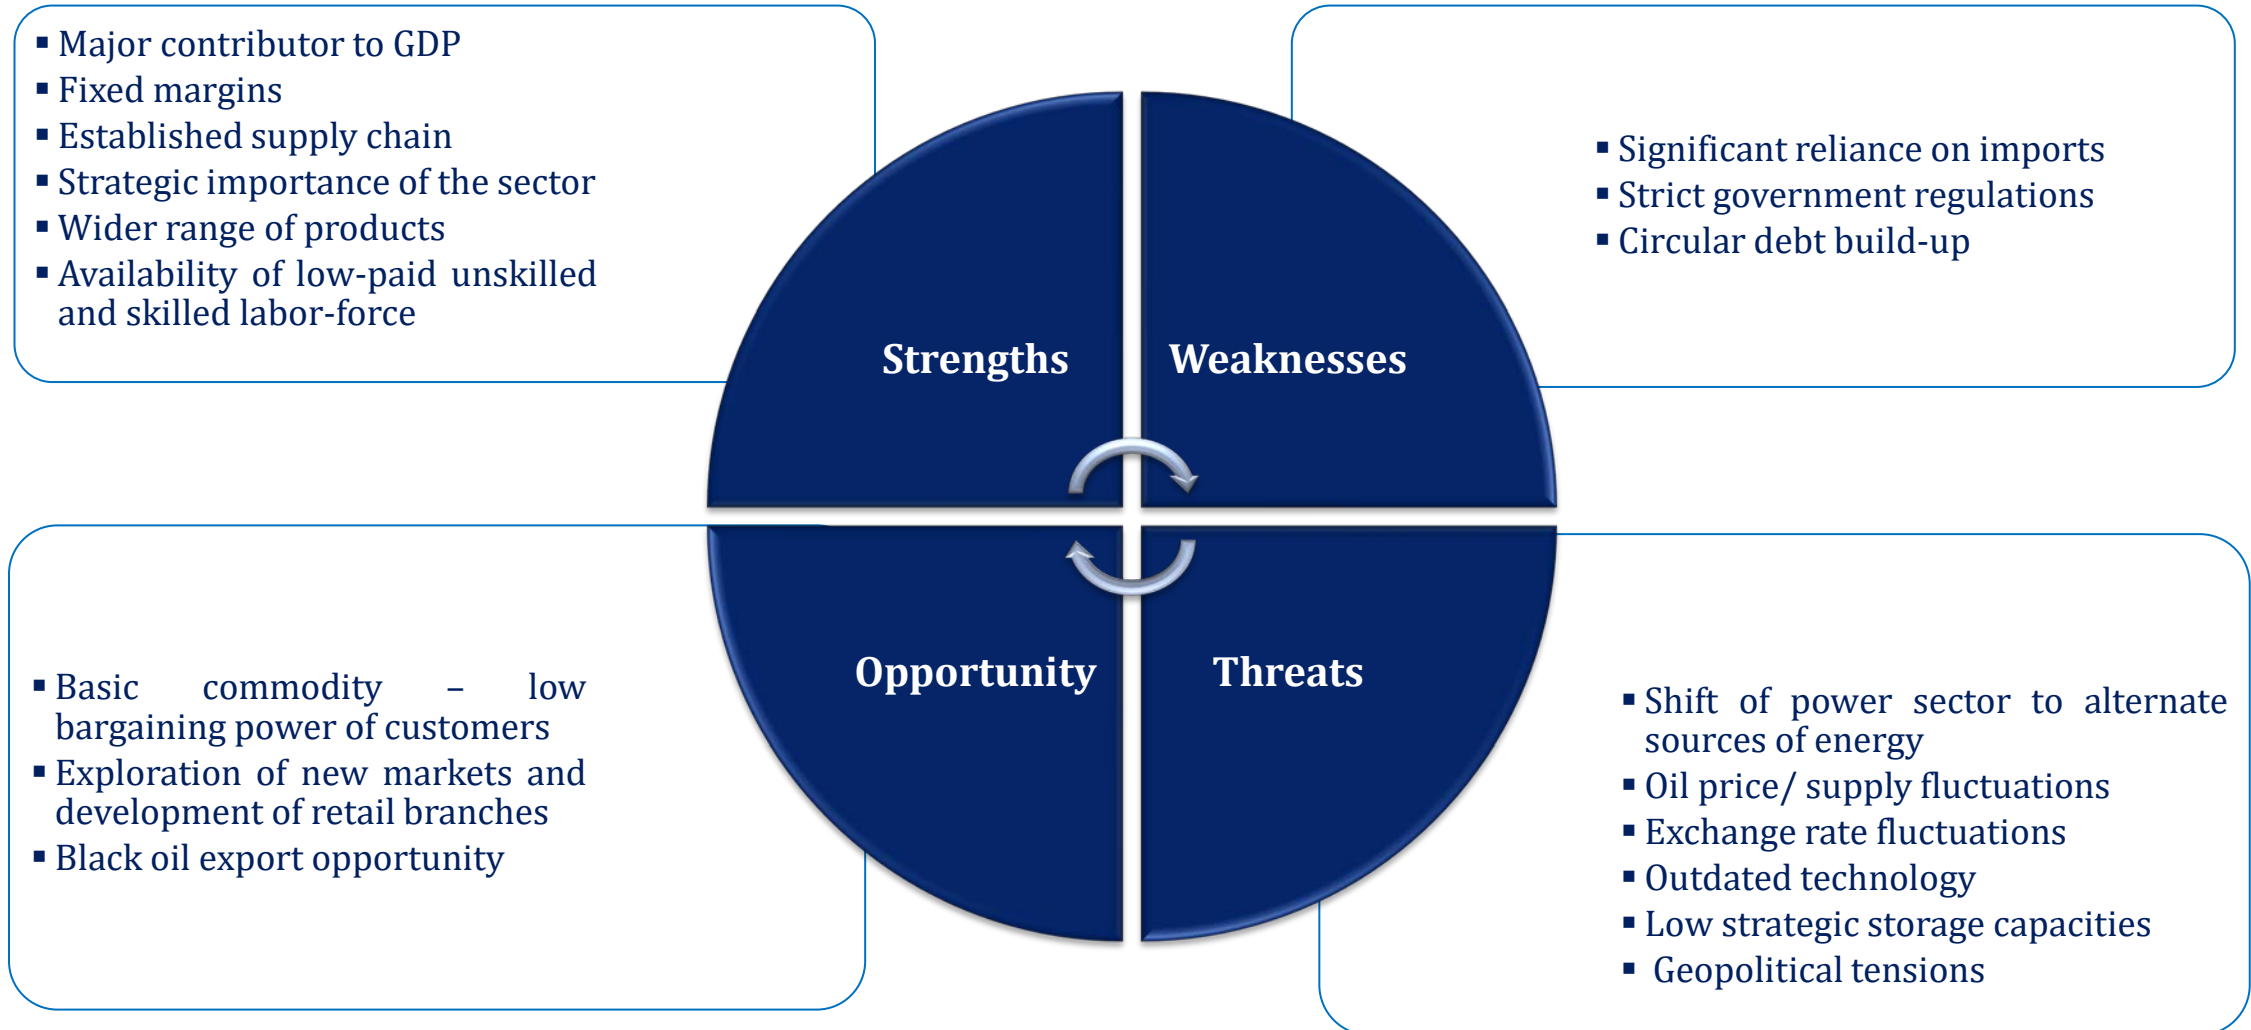 ▪ Major contributor to GDP
▪ Fixed margins
▪ Established supply chain
▪ Strategic importance of the sector
▪ Wider range of products
▪ Availability of low-paid unskilled
and skilled labor-force
▪ Significant reliance on imports
▪ Strict government regulations
▪ Circular debt build-up
Strengths
Weaknesses
Opportunity
Threats
▪ Basic commodity – low
bargaining power of customers
▪ Exploration of new markets and
development of retail branches
▪ Black oil export opportunity
▪ Shift of power sector to alternate
sources of energy
▪ Oil price/ supply fluctuations
▪ Exchange rate fluctuations
▪ Outdated technology
▪ Low strategic storage capacities
▪ Geopolitical tensions